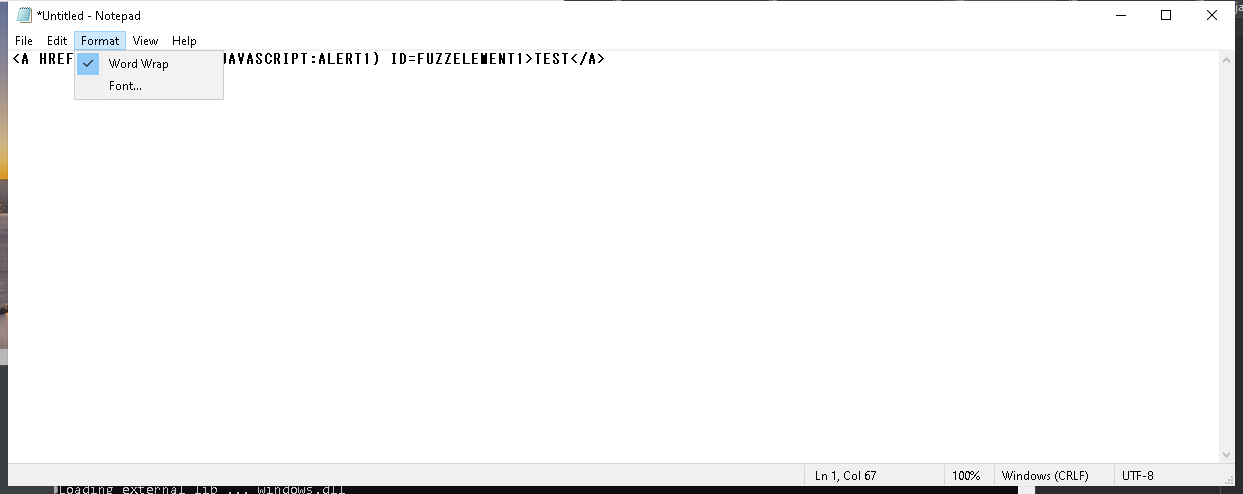 *Untitled - Notepad
File Edit Format View Help
<A HREF JAVASCRIPT:ALERT1) ID=FUZZELEMENT1>TEST</A>
Word Wrap
Font...
Ln 1, Col 67 100% Windows (CRLF) UTF-8
Loading external lib ... windows.dll